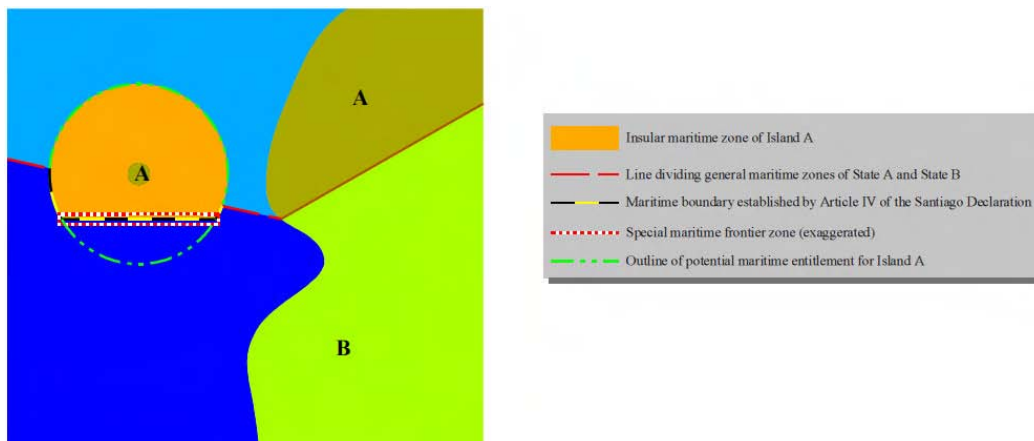 A
A
B
Insular maritime zone of Island A
Line dividing general maritime zones of State A and State B
Maritime boundary established by Article IV of the Santiago Declaration
Special maritime frontier zone (exaggerated)
Outline of potential maritime entitlement for Island A